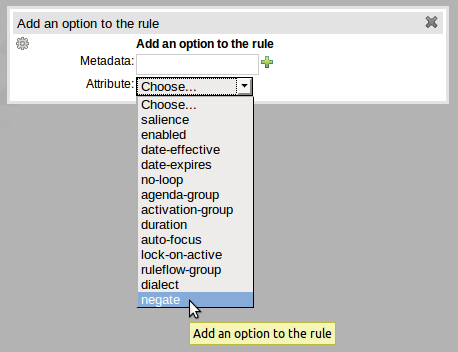 Add an option to the rule
Add an option to the rule
Metadata:
Attribute: Choose...
Choose...
salience
enabled
date-effective
date-expires
no-loop
agenda-group
activation-group
duration
auto-focus
lock-on-active
ruleflow-group
dialect
negate
Add an option to the rule